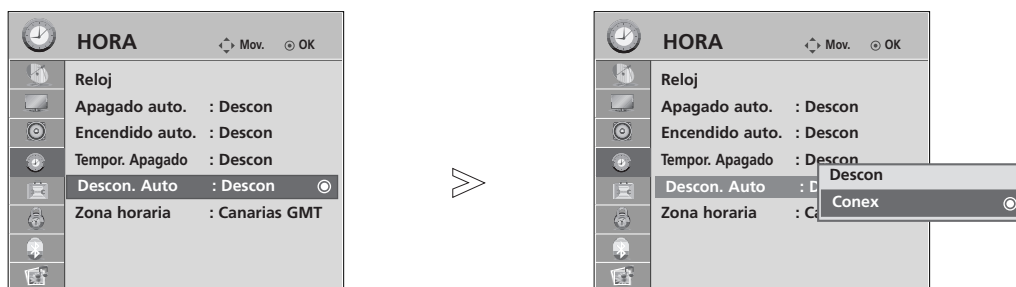 HORA Mov. OK
Reloj
Apagado auto. : Descon
Encendido auto. : Descon
Tempor. Apagado : Descon
Descon. Auto : Descon
Zona horaria : Canarias GMT
HORA Mov. OK
Reloj
Apagado auto. : Descon
Encendido auto. : Descon
Tempor. Apagado : Descon
Descon. Auto : D
Zona horaria : Ca
Descon
Conex